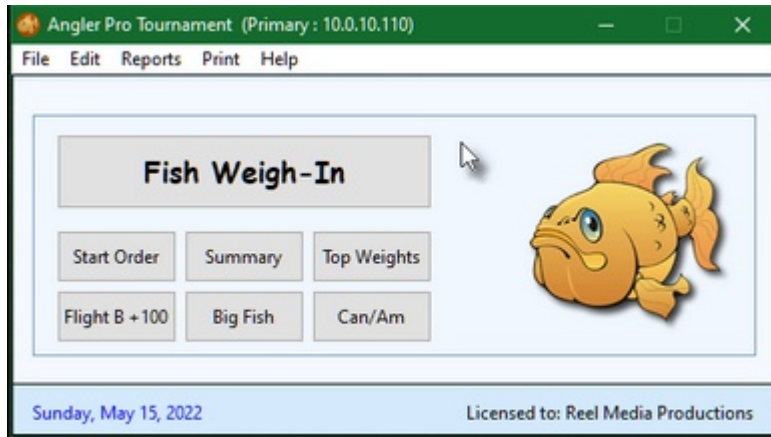 Angler Pro Tournament (Primary : 10.0.10.110)
File Edit Reports Print Help
Fish Weigh-In
Start Order Summary Top Weights
Flight B +100 Big Fish Can/Am
Sunday, May 15, 2022 Licensed to: Reel Media Productions